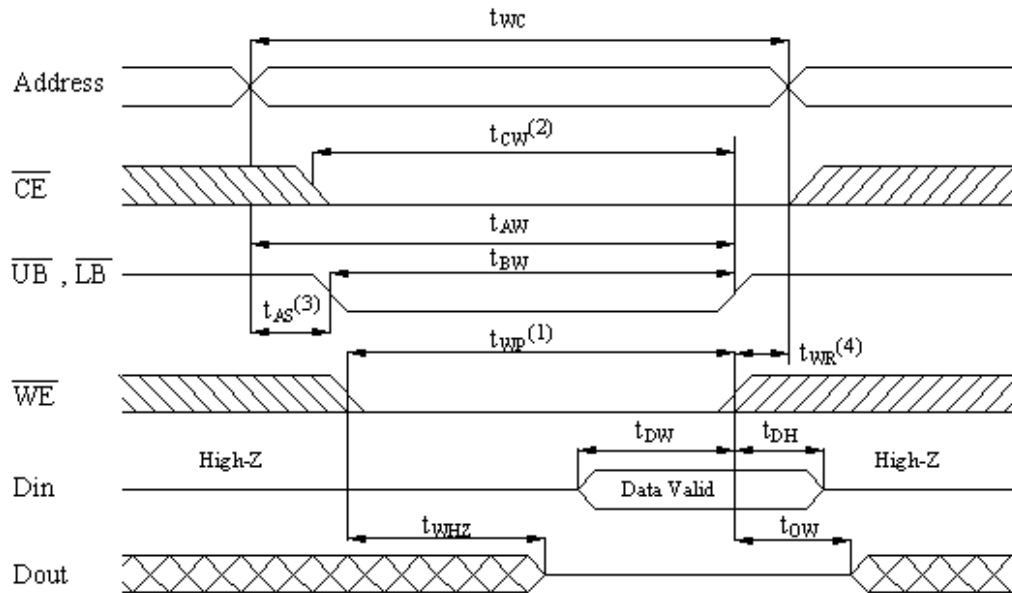 tWC
Address
tCW(2)
CE
tAW
UB , LB
tBW
tAS(3)
tWP(1)
tWR(4)
WE
tDW
tDH
High-Z
High-Z
Din
Data Valid
tWHZ
tOW
Dout